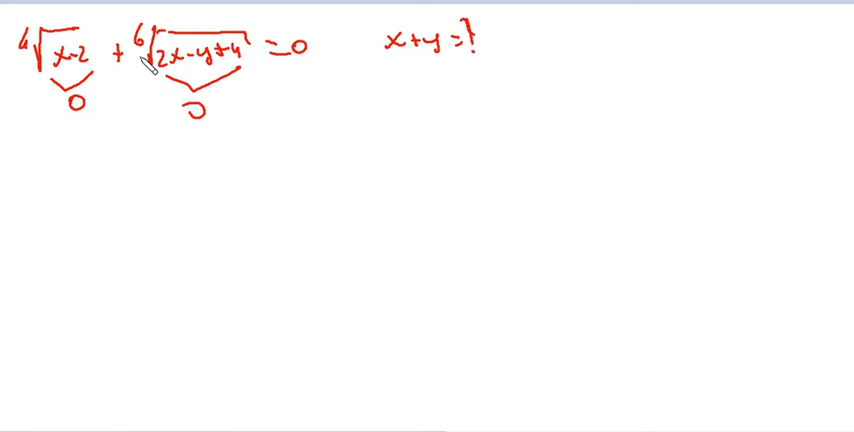 ⁴√(x-2) + ⁶√(2x-y+4) = 0 x+y=?
0 0